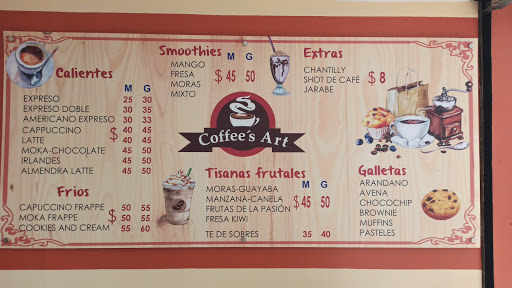 Calientes M G
EXPRESO 25 30
EXPRESO DOBLE 30 35
AMERICANO EXPRESO 30 33
CAPPUCCINO $ 40 45
LATTE 40 45
MOKA-CHOCOLATE 45 50
IRLANDES 45 50
ALMENDRA LATTE 45 50
Frios
CAPUCCINO FRAPPE $ 50 55
MOKA FRAPPE 50 55
COOKIES AND CREAM 55 60
Smoothies M G
MANGO
FRESA $ 45 50
MORAS
MIXTO
Coffee's Art
Tisanas frutales
M G
MORAS-GUAYABA
MANZANA-CANELA $ 45 50
FRUTAS DE LA PASIÓN
FRESA KIWI
TE DE SOBRES 35 40
Extras
CHANTILLY
SHOT DE CAFÉ $ 8
JARABE
Galletas
ARANDANO
AVENA
CHOCOCHIP
BROWNIE
MUFFINS
PASTELES